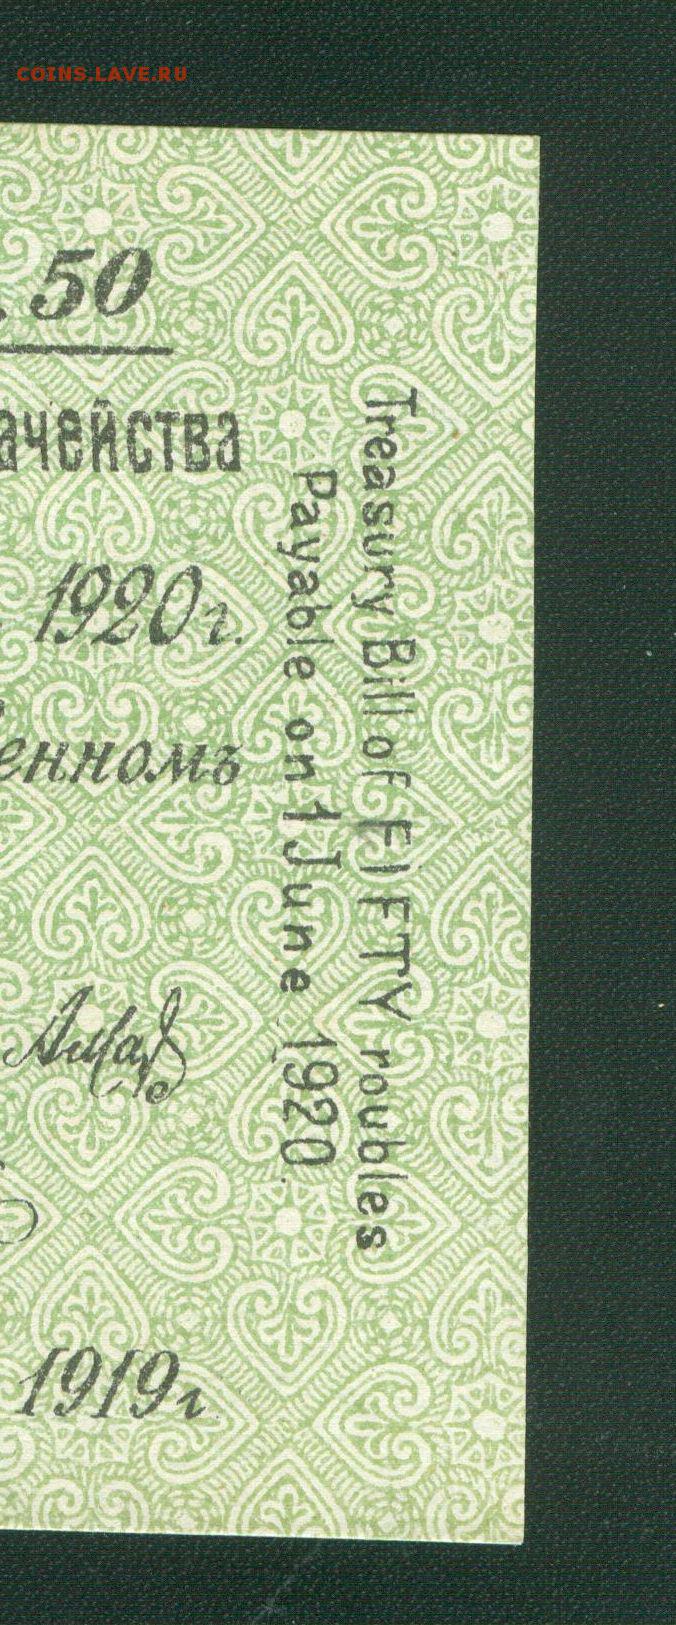 COINS.LAVE.RU
. 50
ачейства
1920г.
енномъ
1919г
Treasury Bill of FIFTY roubles
Payable on 1 June 1920.